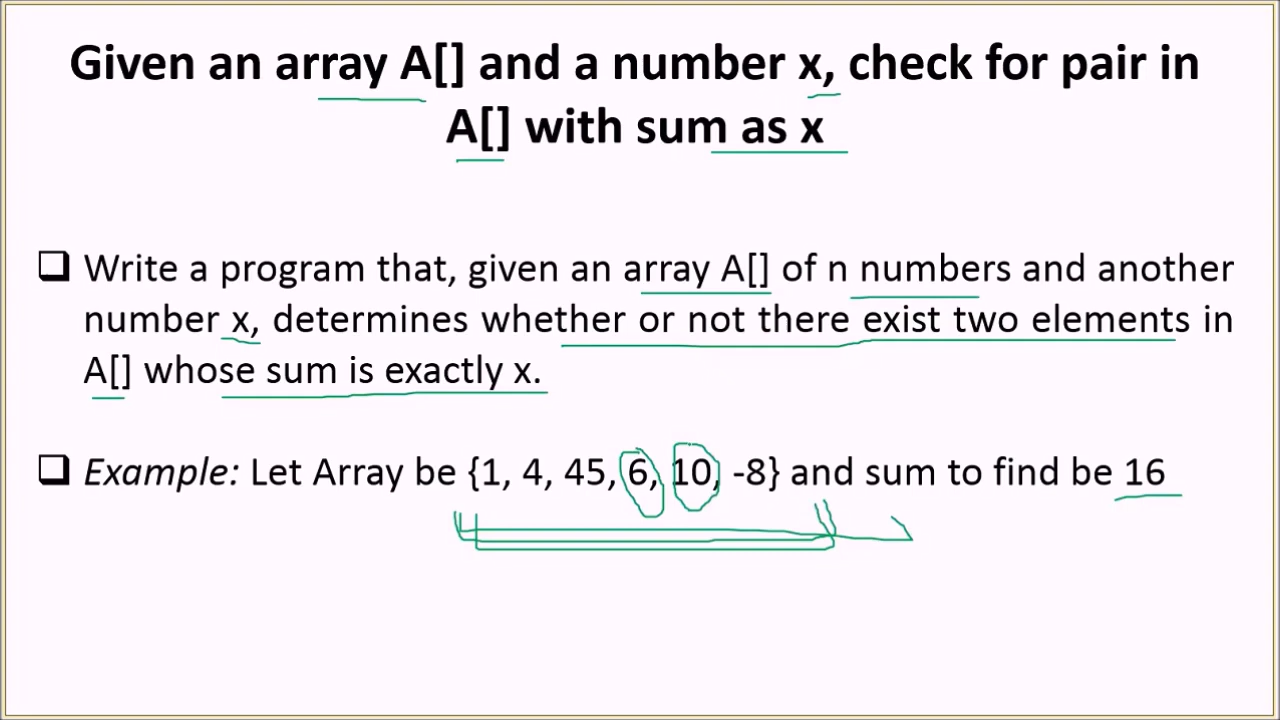 Given an array A[] and a number x, check for pair in
A[] with sum as x
Write a program that, given an array A[] of n numbers and another
number x, determines whether or not there exist two elements in
A[] whose sum is exactly x.
Example: Let Array be {1, 4, 45, 6, 10, -8} and sum to find be 16